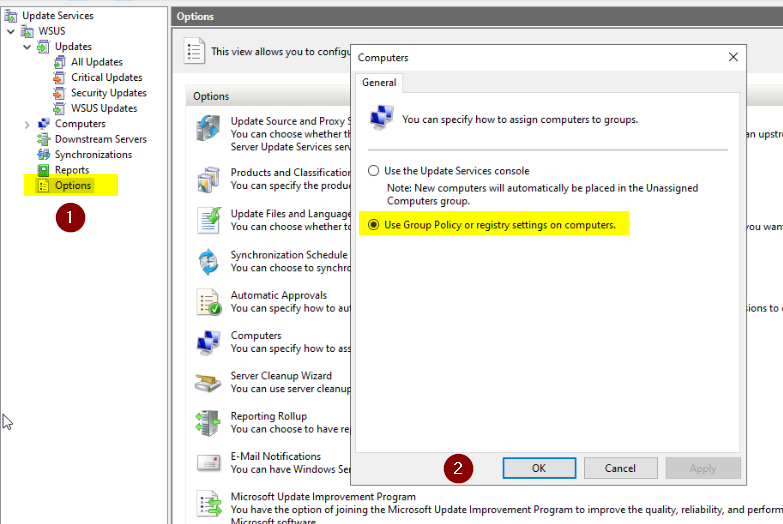 Update Services
WSUS
Updates
All Updates
Critical Updates
Security Updates
WSUS Updates
Computers
Downstream Servers
Synchronizations
Reports
Options
1
Options
This view allows you to configu
Options
Update Source and Proxy S
You can choose whether th
Server Update Services serv
an upst
Products and Classification
You can specify the produc
Update Files and Language
You can choose whether to
you want
Synchronization Schedule
You can choose to synchro
Automatic Approvals
You can specify how to aut
sions to
Computers
You can specify how to ass
Server Cleanup Wizard
You can use server cleanup
Reporting Rollup
You can choose to have rep
E-Mail Notifications
You can have Windows Ser
Microsoft Update Improvement Program
You have the option of joining the Microsoft Update Improvement Program to improve the quality, reliability, and perform
Microsoft software.
Computers
General
You can specify how to assign computers to groups.
Use the Update Services console
Note: New computers will automatically be placed in the Unassigned
Computers group.
Use Group Policy or registry settings on computers.
2
OK
Cancel
Apply